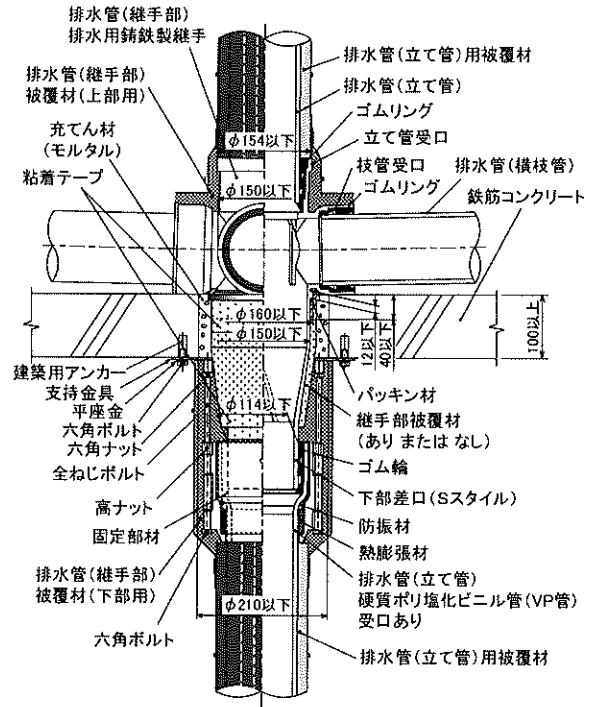 排水管(継手部)
排水用鋳鉄製継手
排水管(継手部)
被覆材(上部用)
充てん材
(モルタル)
粘着テープ
排水管(立て管)用被覆材
排水管(立て管)
ゴムリング
立て管受口
枝管受口
排水管(横枝管)
ゴムリング
鉄筋コンクリート
φ154以下
φ150以下
φ160以下
φ150以下
12以下
40以下
100以上
建築用アンカー
支持金具
平座金
六角ボルト
六角ナット
全ねじボルト
高ナット
固定部材
排水管(継手部)
被覆材(下部用)
六角ボルト
φ114以下
パッキン材
継手部被覆材
(あり または なし)
ゴム輪
下部差口(Sスタイル)
防振材
熱膨張材
排水管(立て管)
硬質ポリ塩化ビニル管(VP管)
受口あり
φ210以下
排水管(立て管)用被覆材